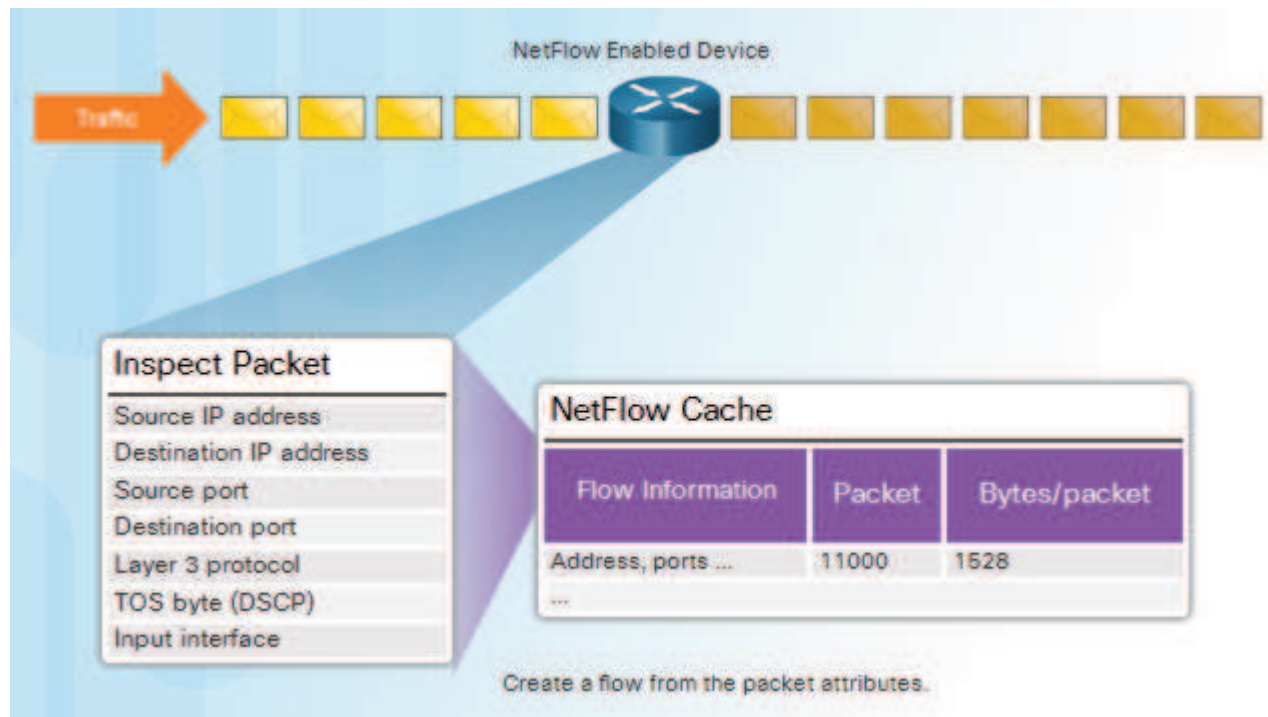 NetFlow Enabled Device
Traffic
Inspect Packet
Source IP address
Destination IP address
Source port
Destination port
Layer 3 protocol
TOS byte (DSCP)
Input interface
NetFlow Cache
Flow Information Packet Bytes/packet
Address, ports ... 11000 1528
...
Create a flow from the packet attributes.